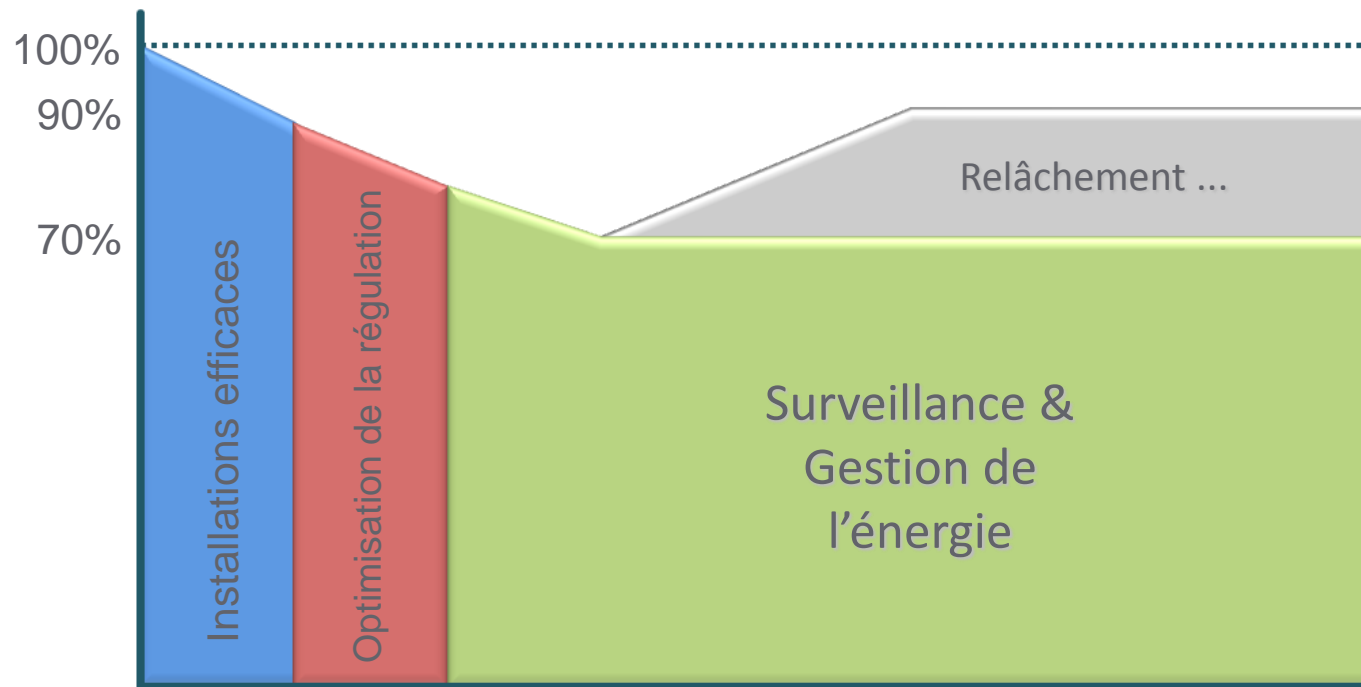 100%
90%
70%
Installations efficaces
Optimisation de la régulation
Relâchement ...
Surveillance &
Gestion de
l’énergie